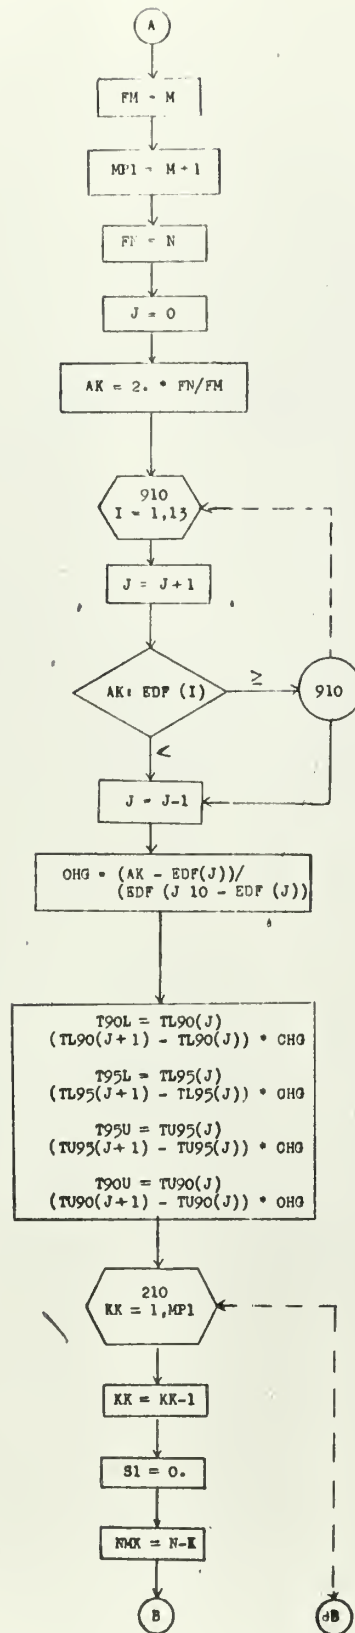 A
FM - M
MP1 = M+1
FN = N
J = 0
AK = 2. * FN/FM
910
I = 1,13
J = J+1
AK: EDF (I)
≥
910
<
J = J-1
OHG = (AK - EDF(J))/
(EDF (J 10 - EDF (J))
T90L = TL90(J)
(TL90(J+1) - TL90(J)) * OHG
T95L = TL95(J)
(TL95(J+1) - TL95(J)) * OHG
T95U = TU95(J)
(TU95(J+1) - TU95(J)) * OHG
T90U = TU90(J)
(TU90(J+1) - TU90(J)) * OHG
210
KK = 1,MP1
KK = KK-1
S1 = 0.
NMK = N-K
B
dB